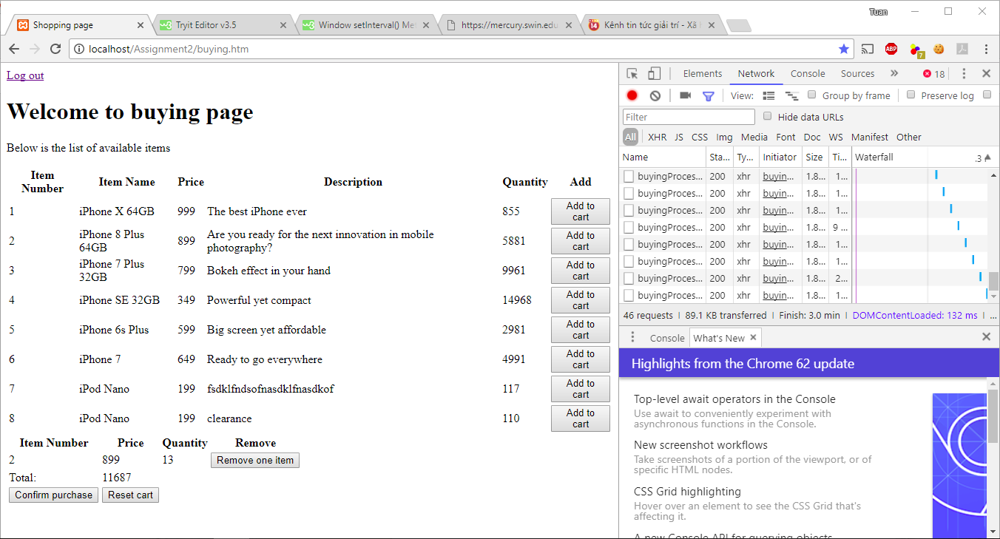 Tuan
Shopping page
Tryit Editor v3.5
Window setInterval() Me
https://mercury.swin.edu
Kênh tin tức giải trí - Xã h
localhost/Assignment2/buying.htm
ABP
7
Log out
Welcome to buying page
Below is the list of available items
Item Number Item Name Price Description Quantity Add
1 iPhone X 64GB 999 The best iPhone ever 855 Add to cart
2 iPhone 8 Plus 64GB 899 Are you ready for the next innovation in mobile photography? 5881 Add to cart
3 iPhone 7 Plus 32GB 799 Bokeh effect in your hand 9961 Add to cart
4 iPhone SE 32GB 349 Powerful yet compact 14968 Add to cart
5 iPhone 6s Plus 599 Big screen yet affordable 2981 Add to cart
6 iPhone 7 649 Ready to go everywhere 4991 Add to cart
7 iPod Nano 199 fsdklfndsofnasdklfnasdkof 117 Add to cart
8 iPod Nano 199 clearance 110 Add to cart
Item Number Price Quantity Remove
2 899 13 Remove one item
Total: 11687
Confirm purchase Reset cart
Elements Network Console Sources » 18
View: Group by frame Preserve log
Filter Hide data URLs
All XHR JS CSS Img Media Font Doc WS Manifest Other
Name Sta... Ty... Initiator Size Ti... Waterfall .3
buyingProces... 200 xhr buyin... 1.8... 1...
buyingProces... 200 xhr buyin... 1.8... 1...
buyingProces... 200 xhr buyin... 1.8... 1...
buyingProces... 200 xhr buyin... 1.8... 9 ...
buyingProces... 200 xhr buyin... 1.8... 1...
buyingProces... 200 xhr buyin... 1.8... 1...
buyingProces... 200 xhr buyin... 1.8... 2...
buyingProces... 200 xhr buyin... 1.8... 1...
46 requests | 89.1 KB transferred | Finish: 3.0 min | DOMContentLoaded: 132 ms | ...
Console What's New
Highlights from the Chrome 62 update
Top-level await operators in the Console
Use await to conveniently experiment with
asynchronous functions in the Console.
New screenshot workflows
Take screenshots of a portion of the viewport, or of
specific HTML nodes.
CSS Grid highlighting
Hover over an element to see the CSS Grid that's
affecting it.
A new Console API for querying objects